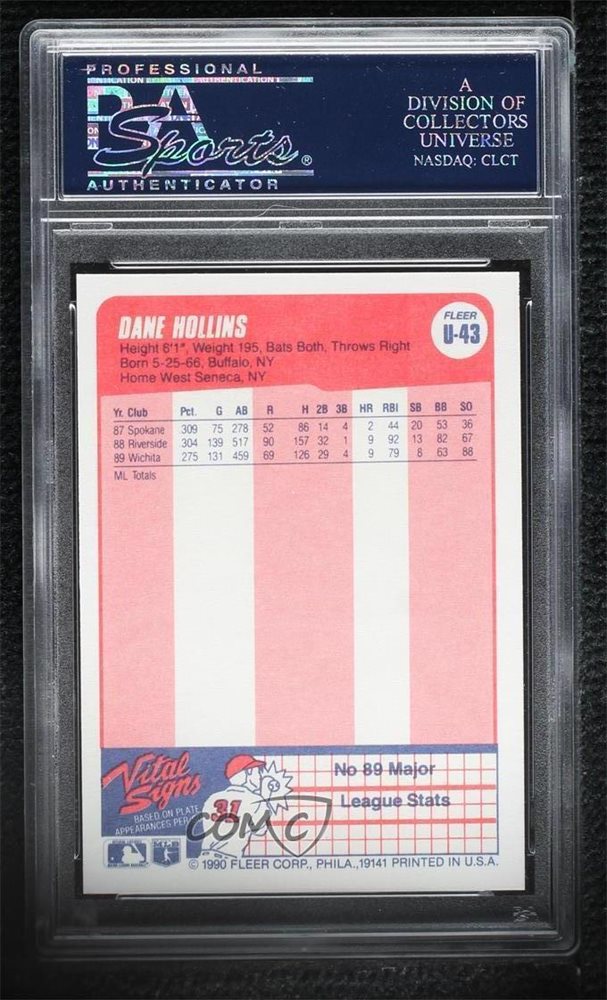 PROFESSIONAL
PSA
Sports®
AUTHENTICATOR
A
DIVISION OF
COLLECTORS
UNIVERSE
NASDAQ: CLCT
DANE HOLLINS
Height 6'1", Weight 195, Bats Both, Throws Right
Born 5-25-66, Buffalo, NY
Home West Seneca, NY
FLEER
U-43
Yr. Club Pct. G AB R H 2B 3B HR RBI SB BB SO
87 Spokane 309 75 278 52 86 14 4 2 44 20 53 36
88 Riverside 304 139 517 90 157 32 1 9 92 13 82 67
89 Wichita 275 131 459 69 126 29 4 9 79 8 63 88
ML Totals
Vital
Signs
BASED ON PLATE
APPEARANCES PER
31
No 89 Major
League Stats
COMC
© 1990 FLEER CORP., PHILA.,19141 PRINTED IN U.S.A.